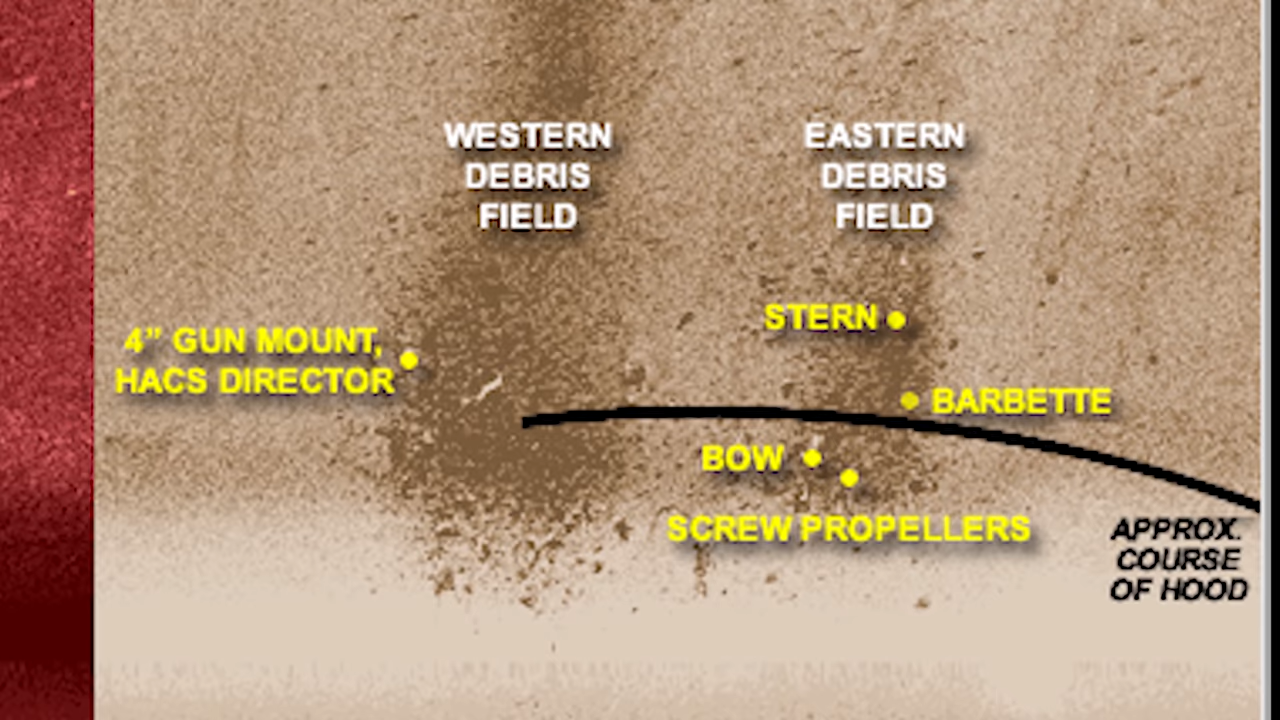 WESTERN
DEBRIS
FIELD
EASTERN
DEBRIS
FIELD
STERN
4” GUN MOUNT,
HACS DIRECTOR
BARBETTE
BOW
SCREW PROPELLERS
APPROX.
COURSE
OF HOOD